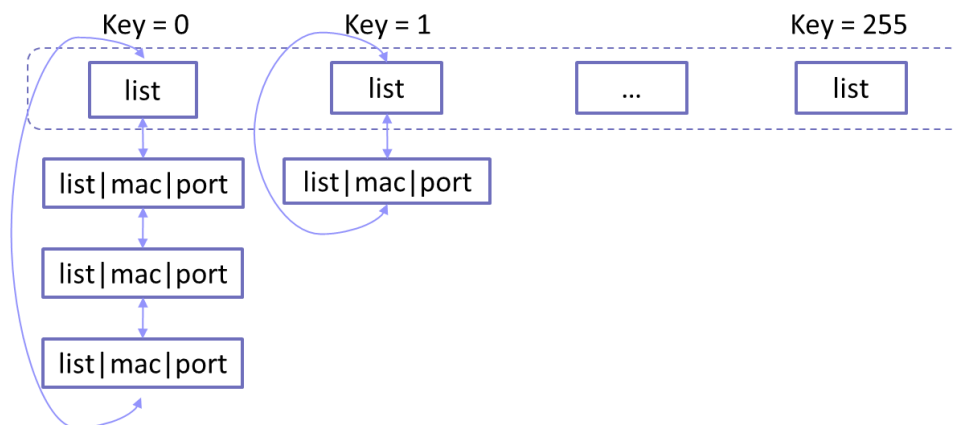 Key = 0 Key = 1 Key = 255
list list ... list
list|mac|port list|mac|port
list|mac|port
list|mac|port